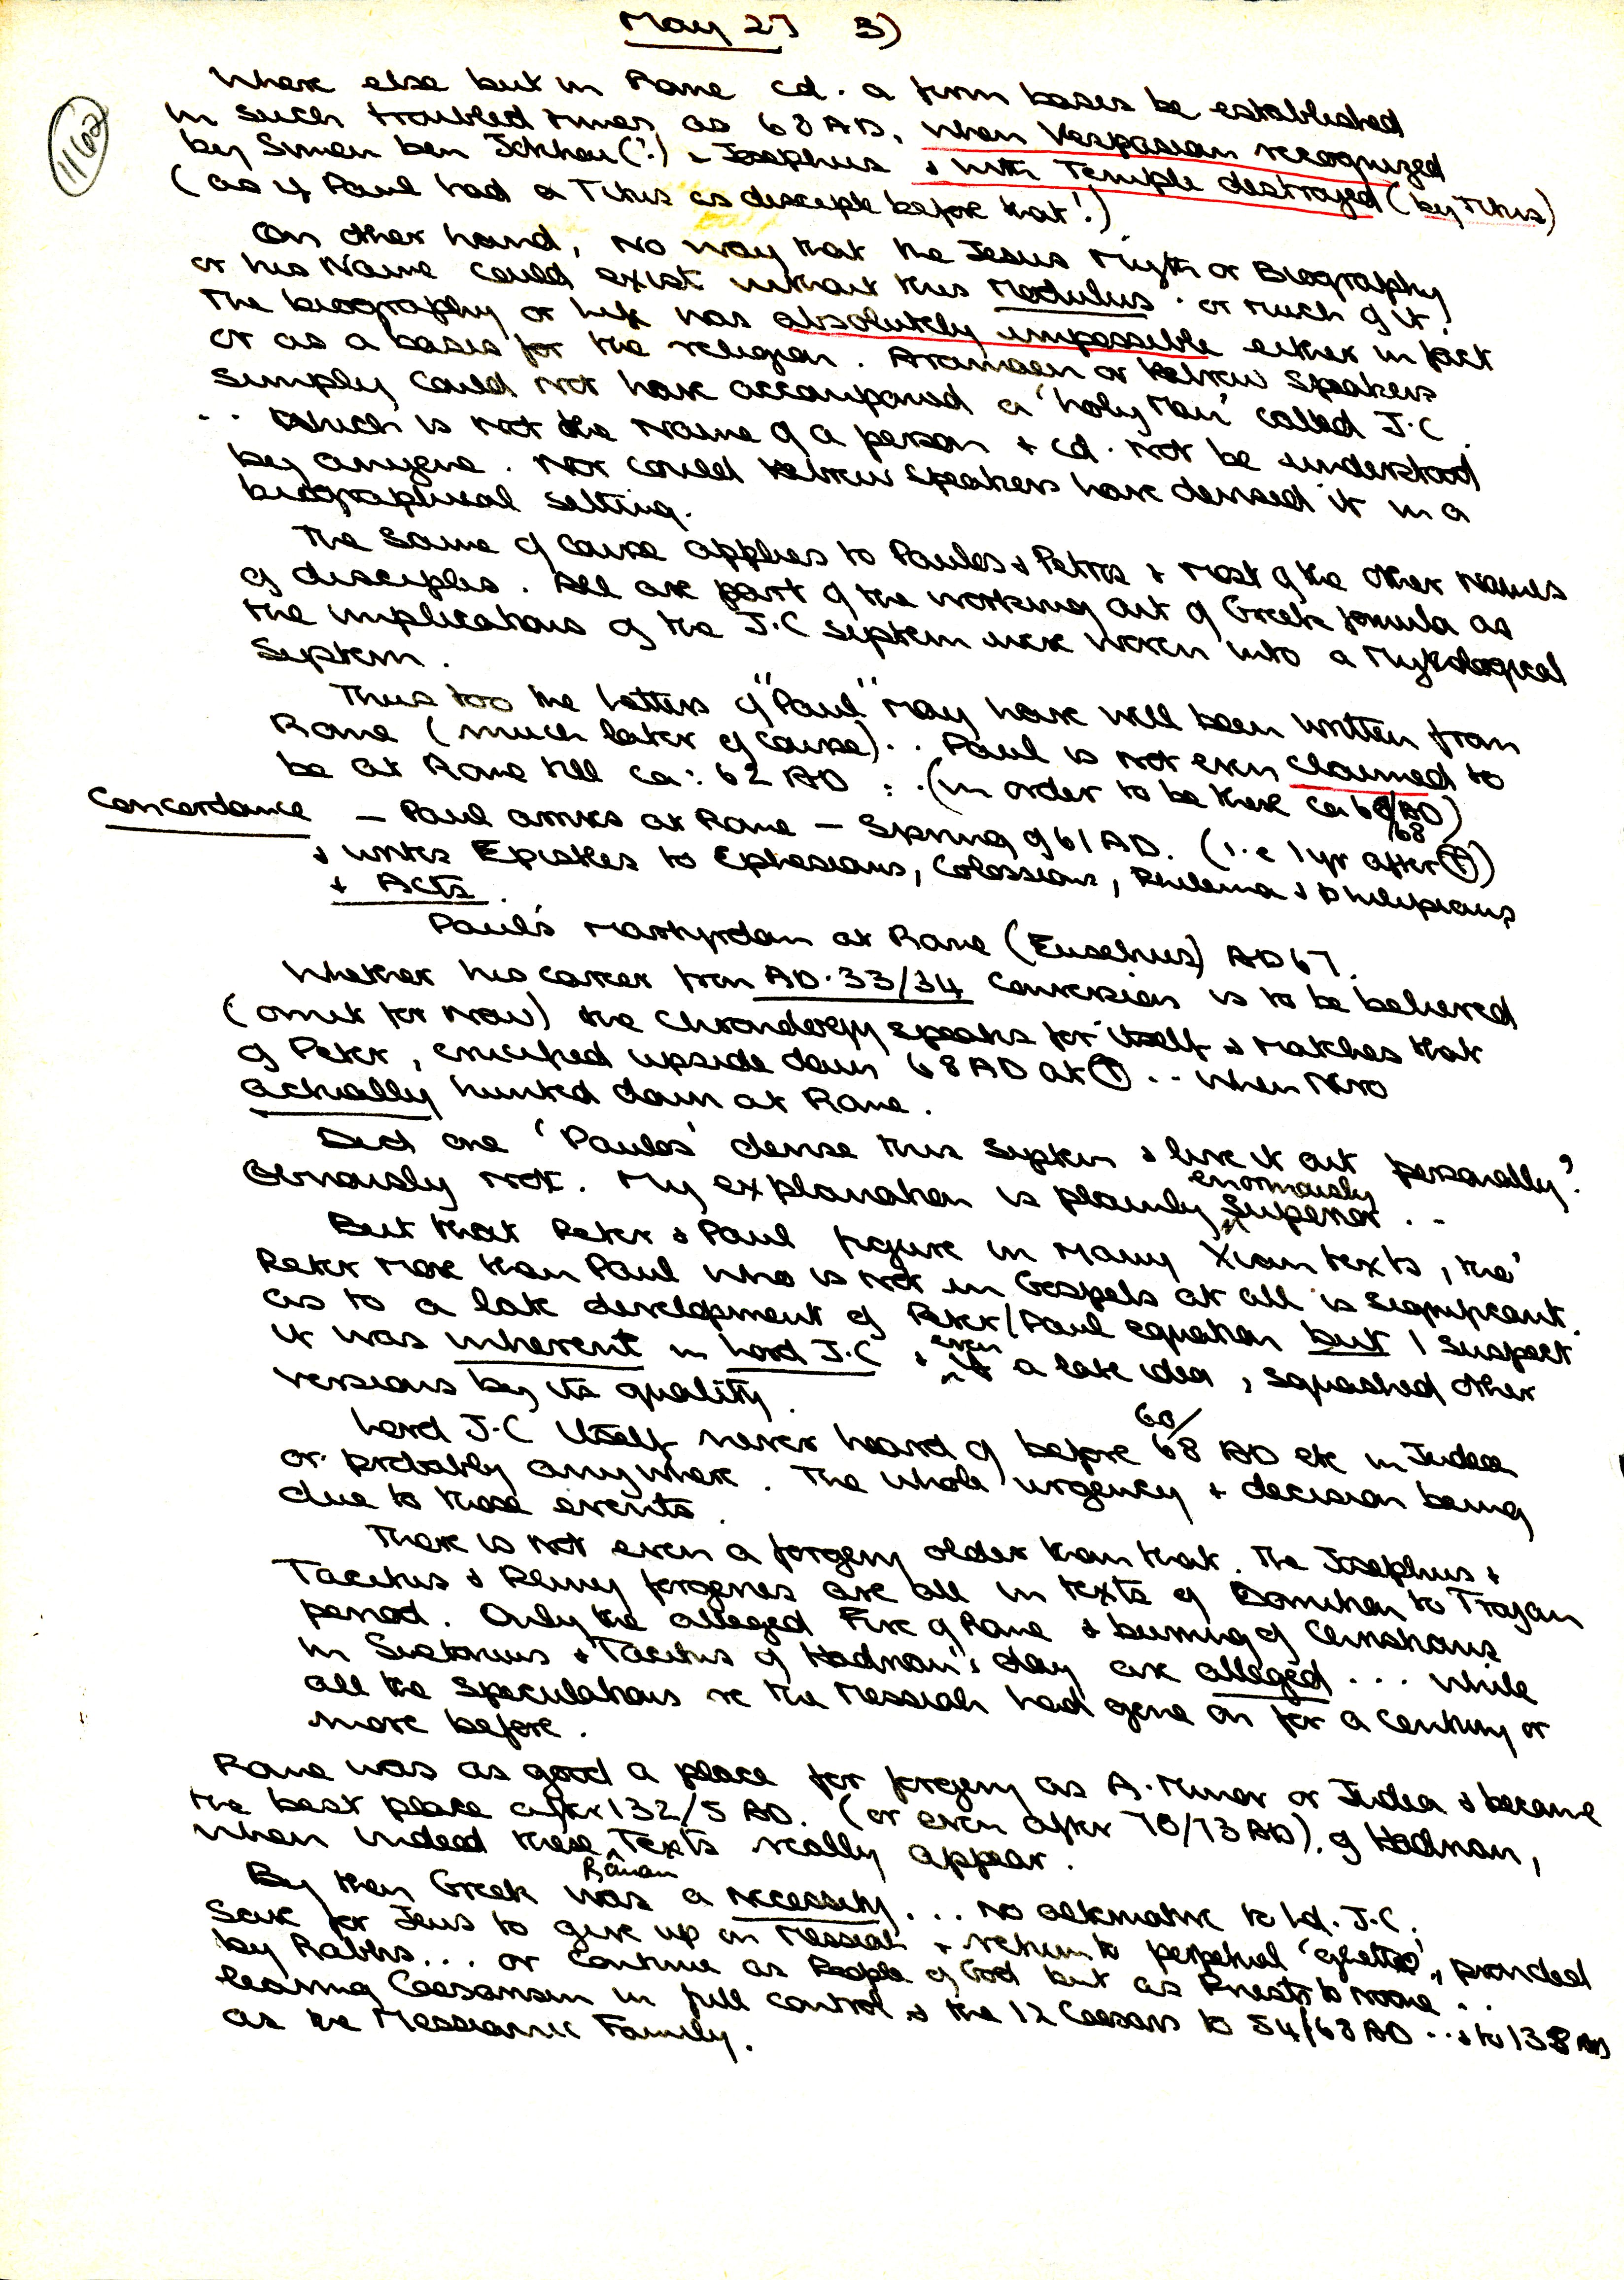 May 27 3)
1162
Where else but in Rome cd. a firm basis be established
in such troubled times as 68 AD, when Vespasian recognized
by Simon ben (?) & Josephus & with Temple destroyed (by Titus)
(as if Paul had a Titus as disciple before that!)
On other hand, no way that the Jesus Myth or Biography
or his Name could exist without this Modulus . or much of it!
The biography or life was absolutely impossible either in fact
or as a basis for the religion. Aramaen or Hebrew Speakers
simply could not have accompanied a 'holy Man' called J.C.
.. Which is not the Name of a person & cd. not be understood
by anyone. Nor could Hebrew Speakers have devised it in a
biographical setting.
The Same of course applies to Paulos & Petros & most of the other Names
of disciples. All are part of the working out of Greek formula as
the implications of the J.C system were woven into a Mythological
System.
Thus too the letters of "Paul" may have well been written from
Rome (much later of course).. Paul is not even claimed to
be at Rome till ca: 62 AD : .(in order to be there ca 68 AD)
Concordance — Paul arrives at Rome — Spring of 61 AD. (i.e 1 yr after
& writes Epistles to Ephesians, Colossians, Philema & Philipians,
+ Acts.
Paul's Martyrdom at Rome (Eusebius) AD 67.
Whether his career from AD.33/34 Conversion is to be believed
(omit for now) the Chronology speaks for itself & matches that
of Peter, crucified upside down 68 AD at .. when Nero
actually hunted down at Rome.
Did one 'Paulos' devise this System & live it out personally?
Obviously not. My explanation is plainly enormously Superior ..
But that Peter & Paul figure in many Xian texts, tho'
Peter more than Paul who is not in Gospels at all is significant.
as to a late development of Peter/Paul equation but I suspect
it was inherent in Lord J.C & even if a late idea, squashed other
versions by its quality.
Lord J.C itself never heard of before 60/68 AD etc in Judea
or probably anywhere. The whole urgency & decision being
due to those events.
There is not even a forgery older than that. The Josephus &
Tacitus & Pliny forgeries are all in texts of Domitian to Trajan
period. Only the alleged Fire of Rome & burning of Christians
in Suetonius & Tacitus of Hadrian's day are alleged ... While
all the Speculations re the Messiah had gone on for a century or
more before.
Rome was as good a place for forgery as A. Minor or Judea & became
the best place after 132/5 AD. (or even after 70/73 AD). of Hadrian,
when indeed these Texts really appear.
By then Greek was a necessity ... No alternative to Ld. J.C.
Save for Jews to give up on Messiah & return to perpetual 'ghetto', provided
by Rabbis... or continue as People of God but as Priests to noone ..
leaving Caesarism in full control & the 12 Caesars to 54/68 AD ..& to 138 AD
as the Messianic Family.